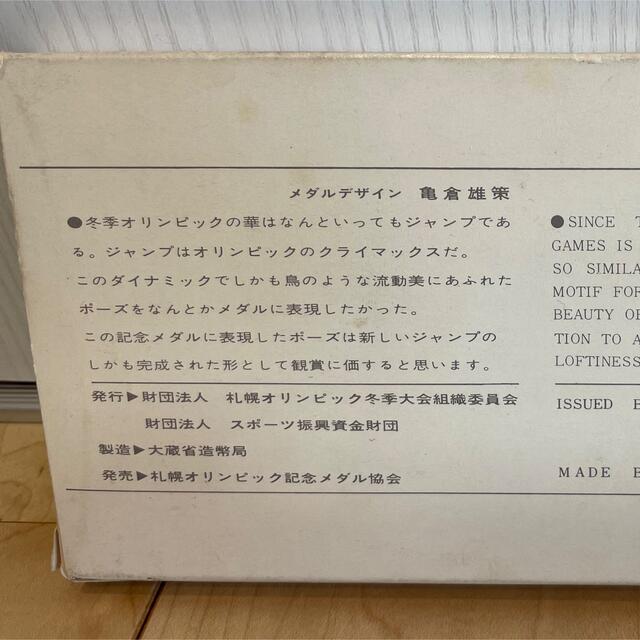 メダルデザイン 亀倉雄策
●冬季オリンピックの華はなんといってもジャンプであ
る。ジャンプはオリンピックのクライマックスだ。
このダイナミックでしかも鳥のような流動美にあふれた
ポーズをなんとかメダルに表現したかった。
この記念メダルに表現したポーズは新しいジャンプの
しかも完成された形として観賞に価すると思います。
発行▶財団法人 札幌オリンピック冬季大会組織委員会
財団法人 スポーツ振興資金財団
製造▶大蔵省造幣局
発売▶札幌オリンピック記念メダル協会
●SINCE T
GAMES IS
SO SIMILA
MOTIF FOR
BEAUTY OF
TION TO A
LOFTINESS
ISSUED B
MADE B